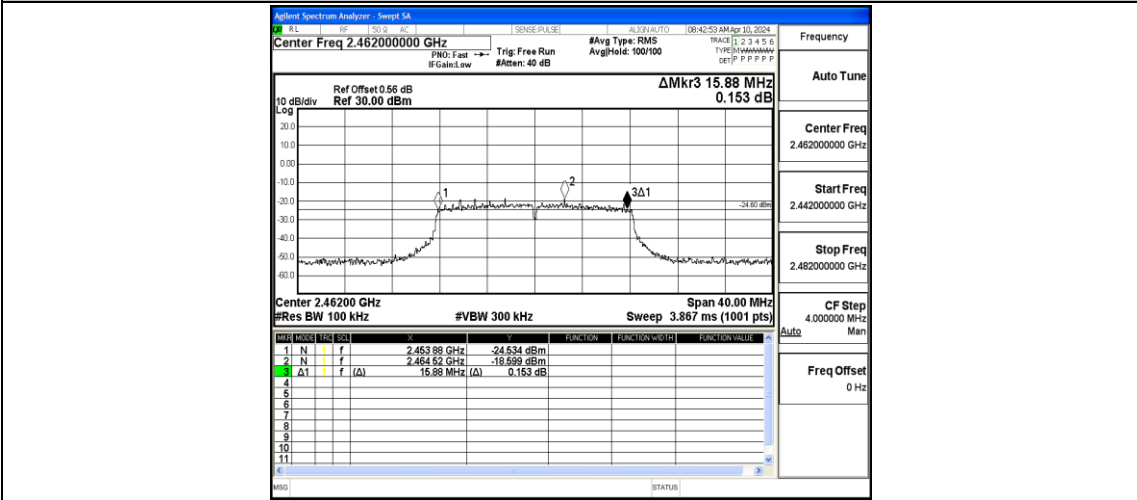 Agilent Spectrum Analyzer - Swept SA
RL RF 50 Ω AC SENSE:PULSE ALIGN AUTO 08:42:53 AM Apr 10, 2024
Center Freq 2.462000000 GHz
PNO: Fast
IFGain:Low
Trig: Free Run
#Atten: 40 dB
#Avg Type: RMS
Avg|Hold: 100/100
TRACE 1 2 3 4 5 6
TYPE MWWWWW
DET P P P P P P
Frequency
Auto Tune
Center Freq
2.462000000 GHz
Start Freq
2.442000000 GHz
Stop Freq
2.482000000 GHz
CF Step
4.000000 MHz
Auto Man
Freq Offset
0 Hz
Ref Offset 0.56 dB
10 dB/div Ref 30.00 dBm
Log
ΔMkr3 15.88 MHz
0.153 dB
20.0
10.0
0.00
-10.0
-20.0
-30.0
-40.0
-50.0
-60.0
1
2
3Δ1
-24.60 dBm
Center 2.46200 GHz Span 40.00 MHz
#Res BW 100 kHz #VBW 300 kHz Sweep 3.867 ms (1001 pts)
MKR MODE TRC SCL X Y FUNCTION FUNCTION WIDTH FUNCTION VALUE
1 N 1 f 2.453 88 GHz -24.534 dBm
2 N 1 f 2.464 52 GHz -18.599 dBm
3 Δ1 1 f (Δ) 15.88 MHz (Δ) 0.153 dB
4
5
6
7
8
9
10
11
MSG STATUS